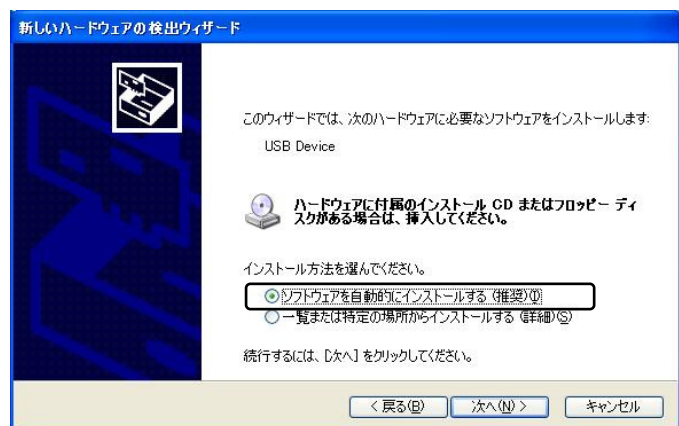 新しいハードウェアの検出ウィザード
このウィザードでは、次のハードウェアに必要なソフトウェアをインストールします:
USB Device
ハードウェアに付属のインストール CD またはフロッピー ディ
スクがある場合は、挿入してください。
インストール方法を選んでください。
ソフトウェアを自動的にインストールする (推奨)(I)
一覧または特定の場所からインストールする (詳細)(S)
続行するには、[次へ] をクリックしてください。
< 戻る(B) 次へ(N) > キャンセル